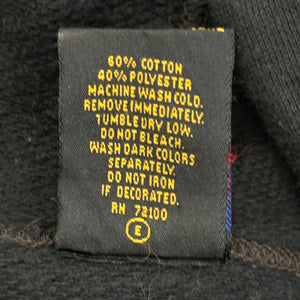 60% COTTON
40% POLYESTER
MACHINE WASH COLD.
REMOVE IMMEDIATELY.
TUMBLE DRY LOW.
DO NOT BLEACH.
WASH DARK COLORS
SEPARATELY.
DO NOT IRON
IF DECORATED.
RN 72100
E